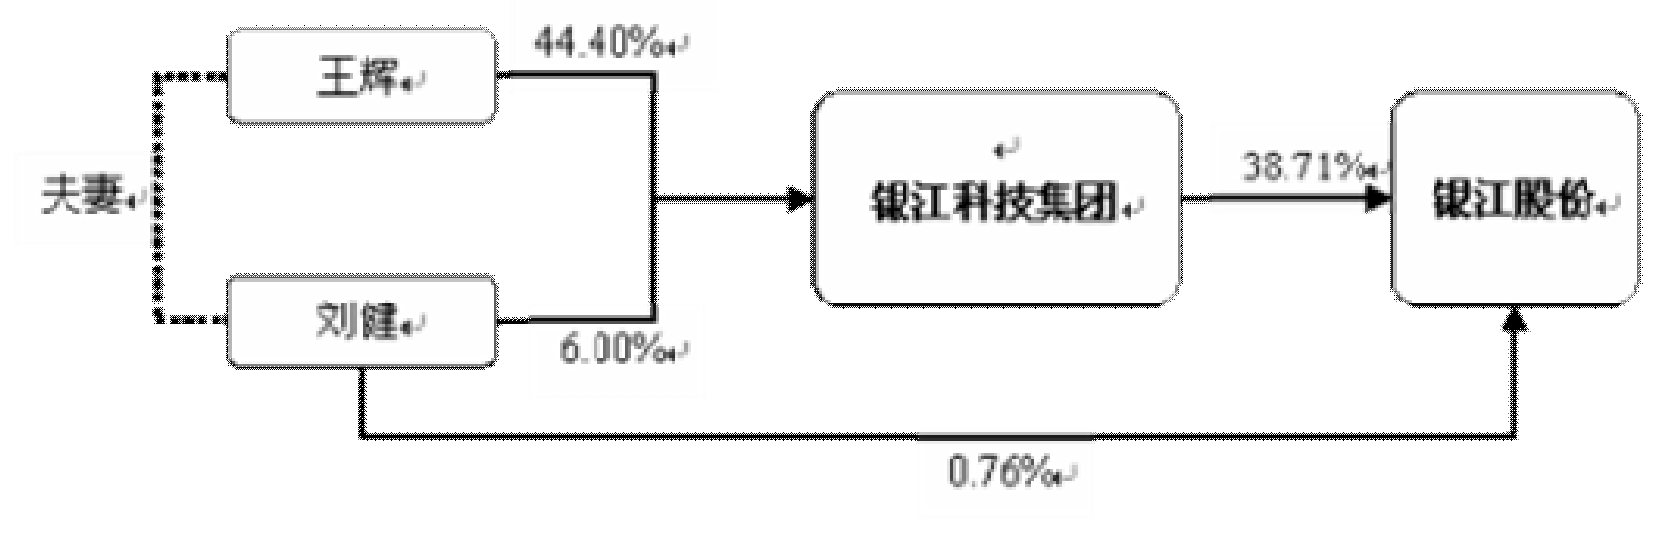 44.40%
王辉
夫妻
银江科技集团
38.71%
银江股份
刘健
6.00%
0.76%